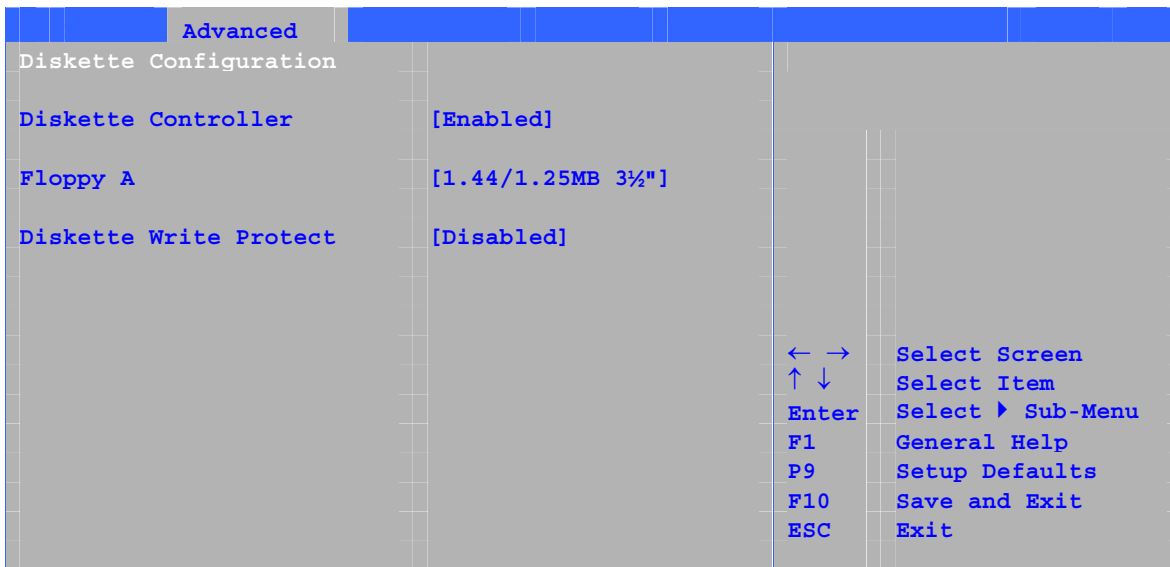 Advanced
Diskette Configuration
Diskette Controller [Enabled]
Floppy A [1.44/1.25MB 3½"]
Diskette Write Protect [Disabled]
← → Select Screen
↑ ↓ Select Item
Enter Select ▶ Sub-Menu
F1 General Help
P9 Setup Defaults
F10 Save and Exit
ESC Exit